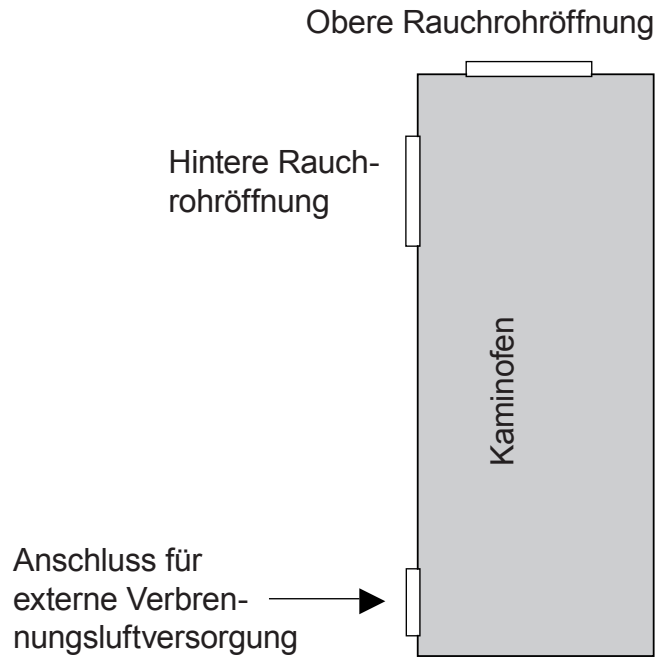 Obere Rauchrohröffnung
Hintere Rauch-
rohröffnung
Kaminofen
Anschluss für
externe Verbren-
nungsluftversorgung